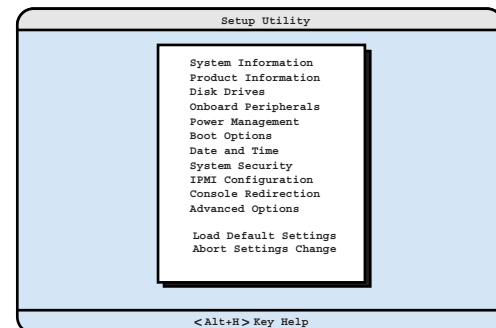 Setup Utility
System Information
Product Information
Disk Drives
Onboard Peripherals
Power Management
Boot Options
Date and Time
System Security
IPMI Configuration
Console Redirection
Advanced Options
Load Default Settings
Abort Settings Change
<Alt+H> Key Help